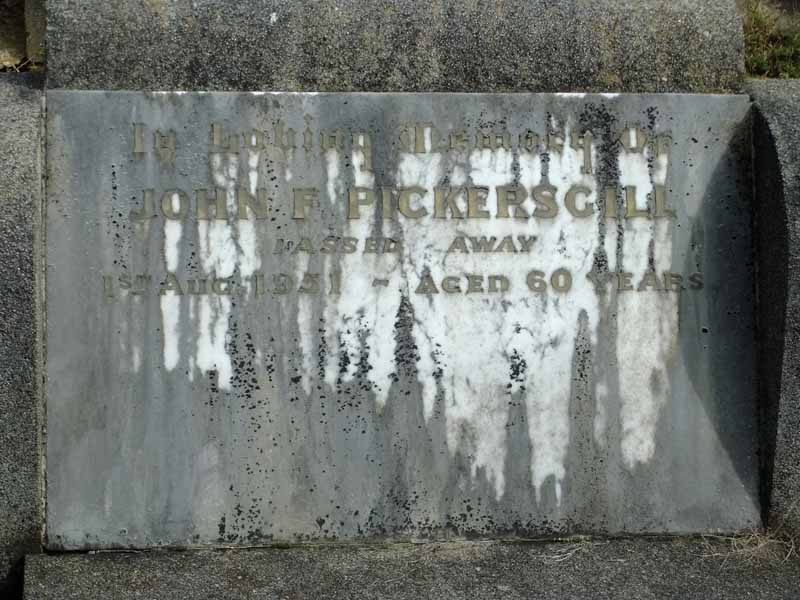 In Loving Memory Of
JOHN F PICKERSGILL
PASSED AWAY
1ST AUG. 1951 ~ AGED 60 YEARS